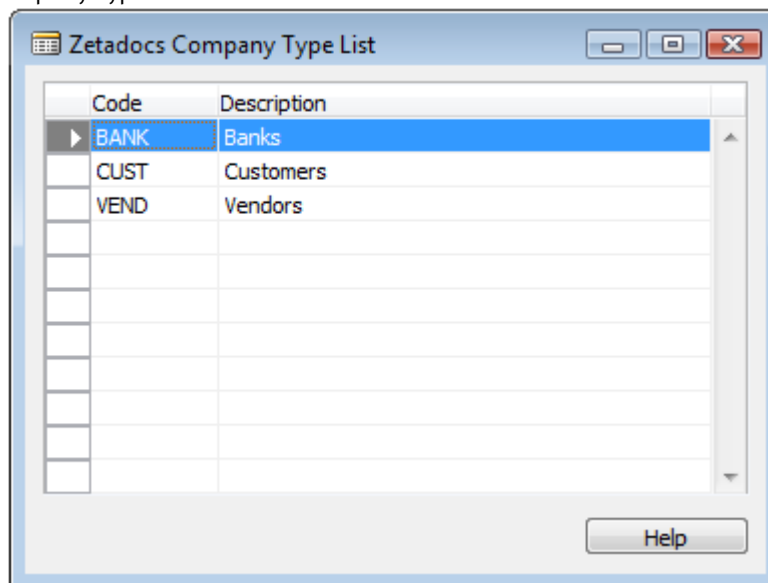 Zetadocs Company Type List
Code Description
BANK Banks
CUST Customers
VEND Vendors
Help